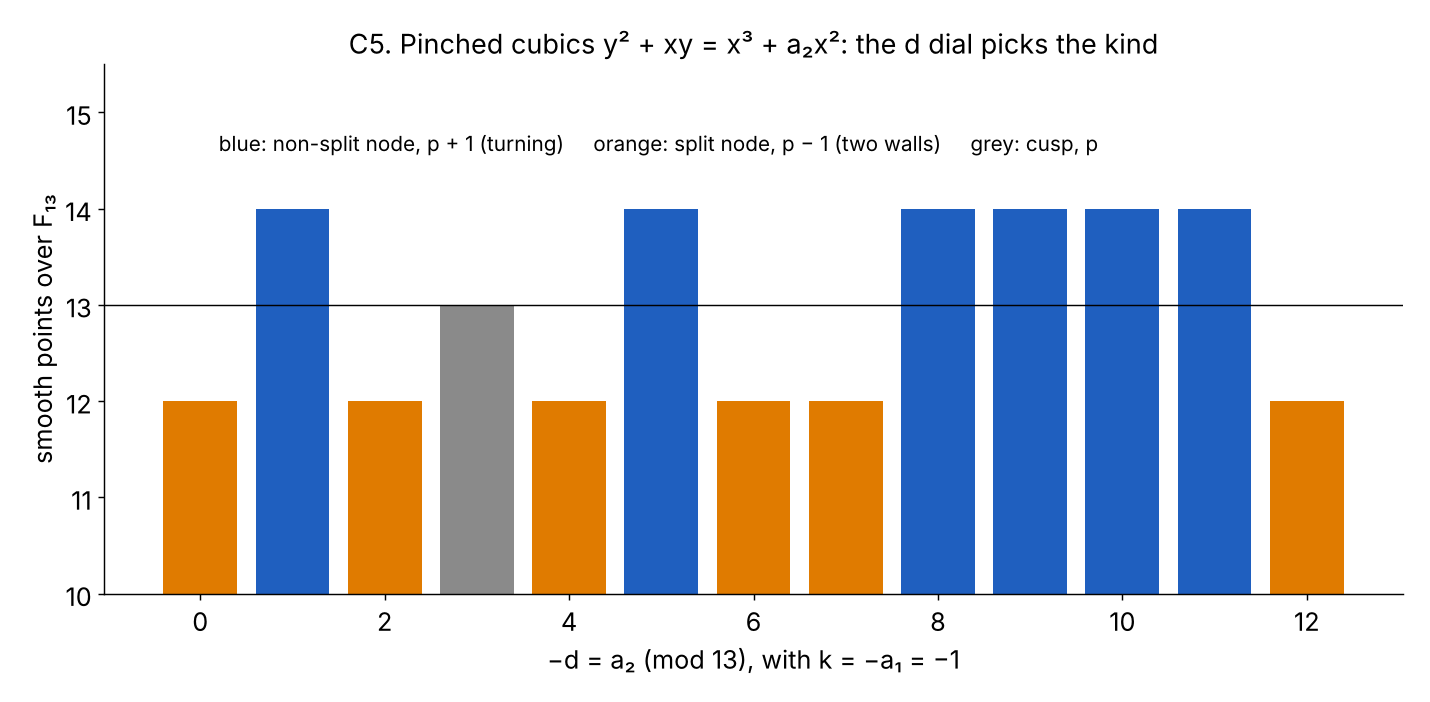 C5. Pinched cubics y² + xy = x³ + a₂x²: the d dial picks the kind
blue: non-split node, p + 1 (turning) orange: split node, p − 1 (two walls) grey: cusp, p
smooth points over F₁₃
15
14
13
12
11
10
0 2 4 6 8 10 12
−d = a₂ (mod 13), with k = −a₁ = −1